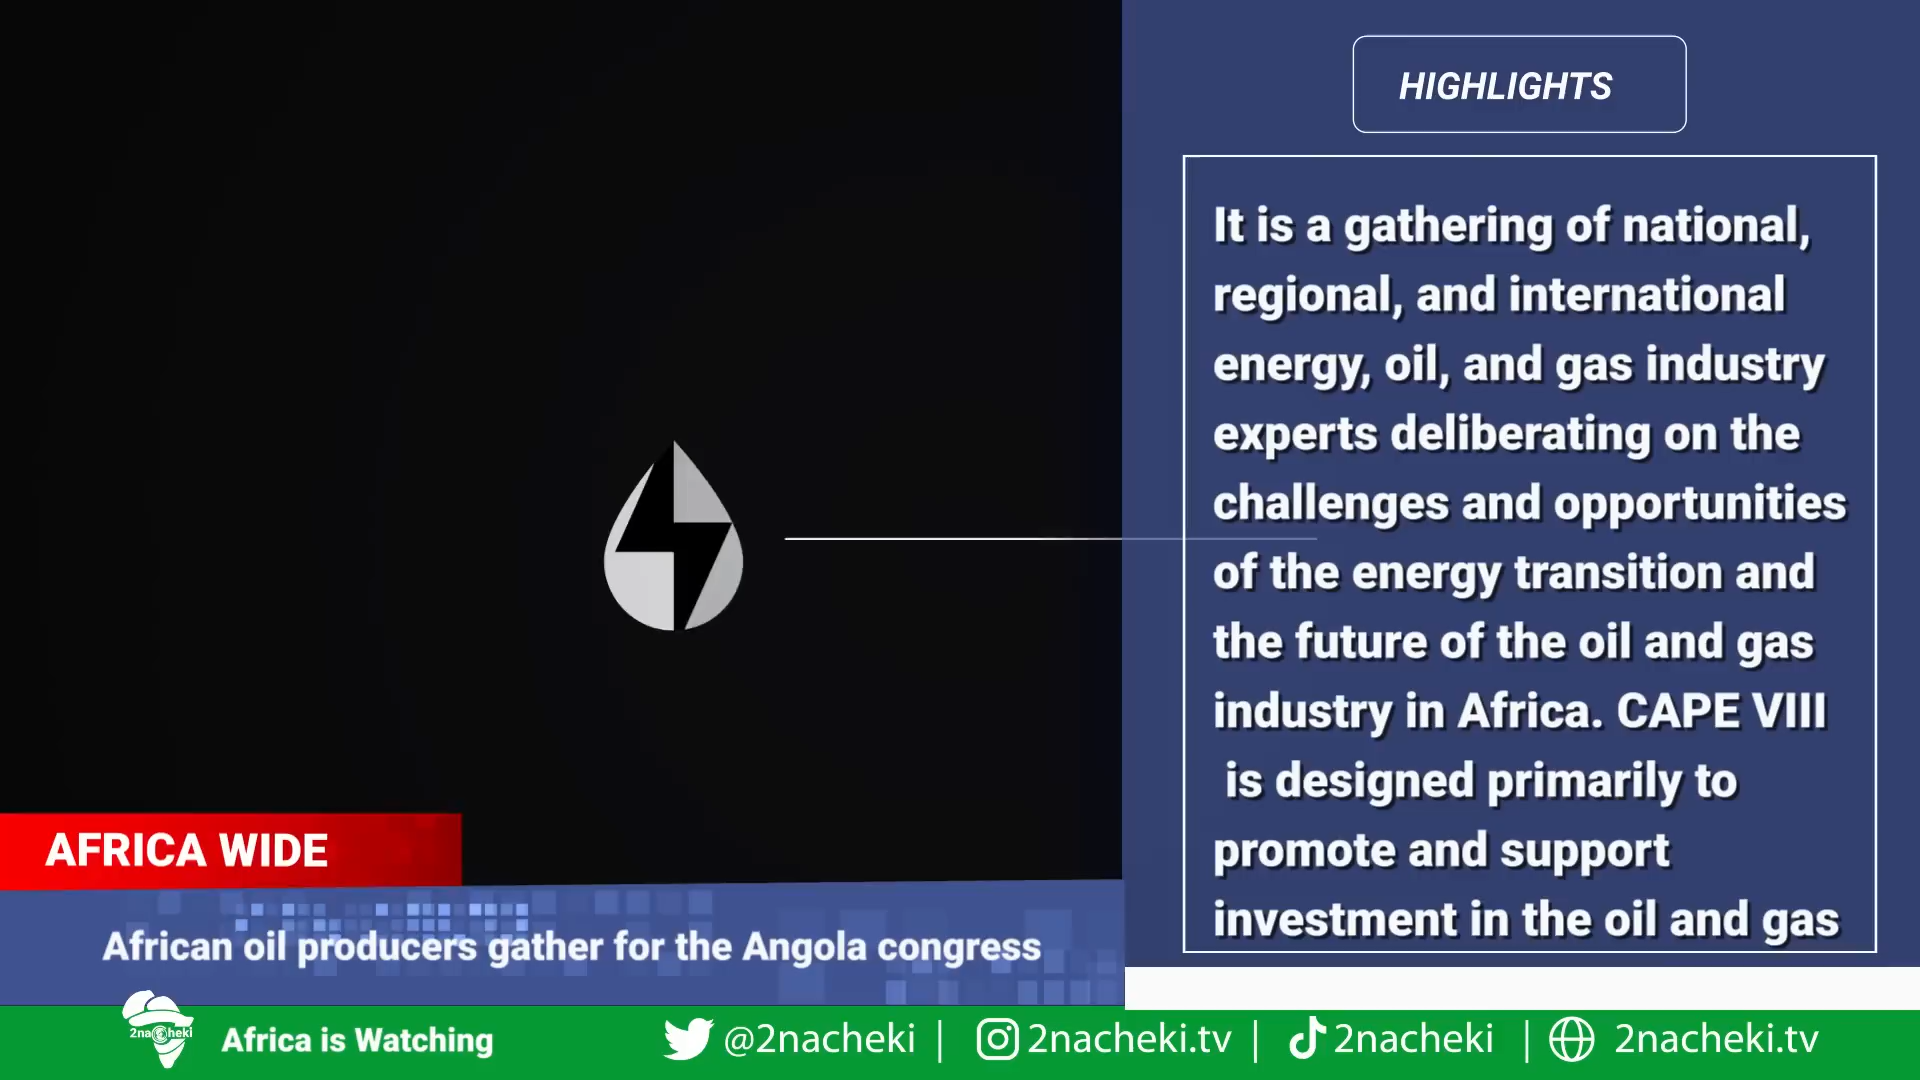 HIGHLIGHTS
It is a gathering of national,
regional, and international
energy, oil, and gas industry
experts deliberating on the
challenges and opportunities
of the energy transition and
the future of the oil and gas
industry in Africa. CAPE VIII
is designed primarily to
promote and support
investment in the oil and gas
AFRICA WIDE
African oil producers gather for the Angola congress
2nacheki
Africa is Watching
@2nacheki | 2nacheki.tv | 2nacheki | 2nacheki.tv